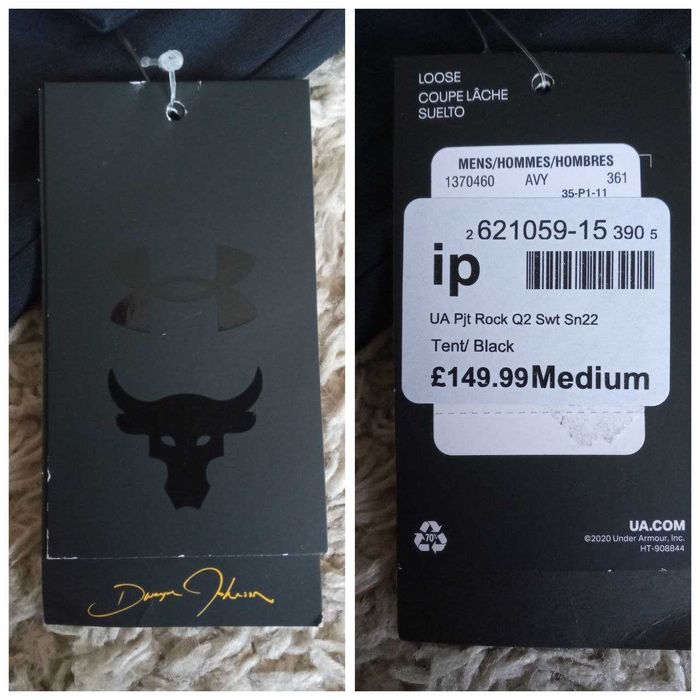 Dwayne Johnson
LOOSE
COUPE LÂCHE
SUELTO
MENS/HOMMES/HOMBRES
1370460 AVY 361
35-P1-11
2 621059-15 390 5
ip
UA Pjt Rock Q2 Swt Sn22
Tent/ Black
£149.99 Medium
70%
UA.COM
©2020 Under Armour, Inc.
HT-908844